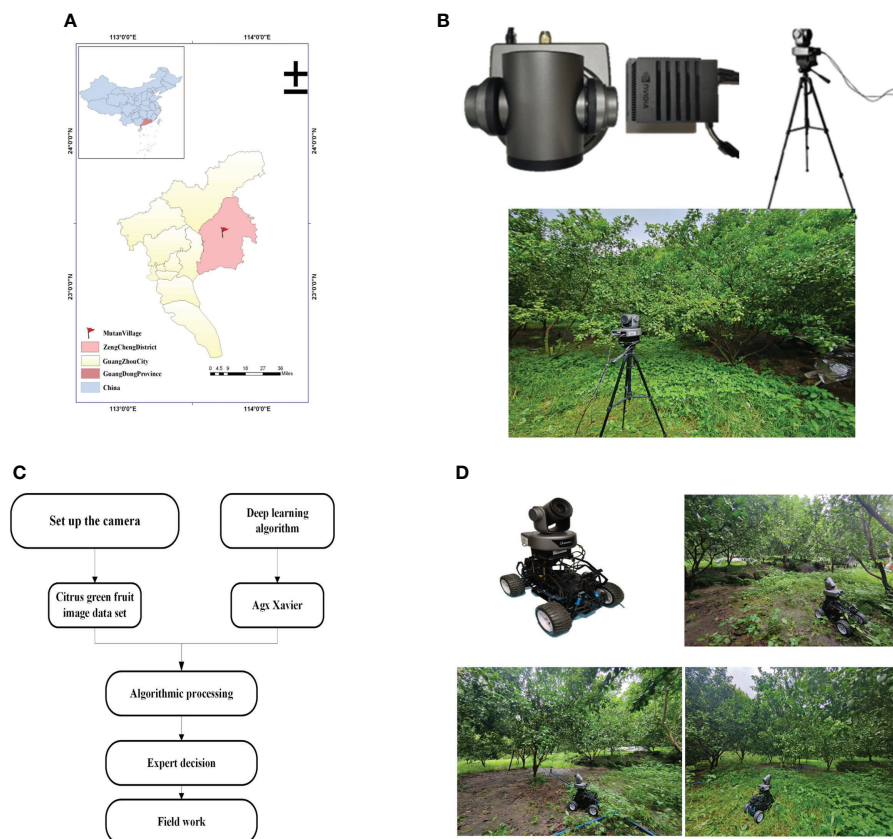 A
113°0'0"E
114°0'0"E
24°0'0"N
24°0'0"N
23°0'0"N
23°0'0"N
MutanVillage
ZengChengDistrict
GuangZhouCity
GuangDongProvince
China
0 4.5 9 18 27 36
Miles
113°0'0"E
114°0'0"E
B
NVIDIA
C
Set up the camera
Deep learning
algorithm
Citrus green fruit
image data set
Agx Xavier
Algorithmic processing
Expert decision
Field work
D